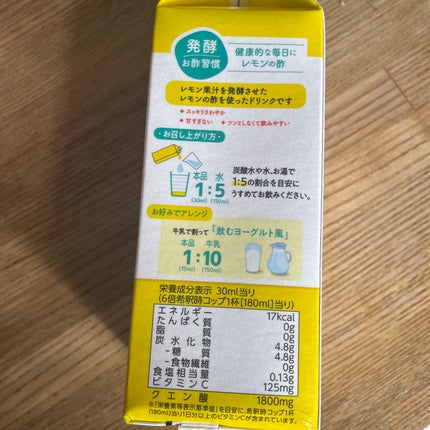 発酵
お酢習慣
健康的な毎日に
レモンの酢
レモン果汁を発酵させた
レモンの酢を使ったドリンクです
◆スッキリさわやか
◆甘すぎない ◆ツンとしなくて飲みやすい
お召し上がり方
本品 水
1:5
(30ml) (150ml)
炭酸水や水、お湯で
1:5の割合を目安に
うすめてお飲みください。
お好みでアレンジ
牛乳で割って『飲むヨーグルト風』
本品 牛乳
1:10
(15ml) (150ml)
栄養成分表示 30ml当り
(6倍希釈時コップ1杯[180ml]当り)
エネルギー 17kcal
たんぱく質 0g
脂質 0g
炭水化物 4.8g
-糖質 4.8g
-食物繊維 0g
食塩相当量 0.13g
ビタミンC 125mg
クエン酸 1800mg
※「栄養素等表示基準値」を目安に、希釈時コップ1杯
(180ml)当り1日分以上のビタミンCが含まれています。